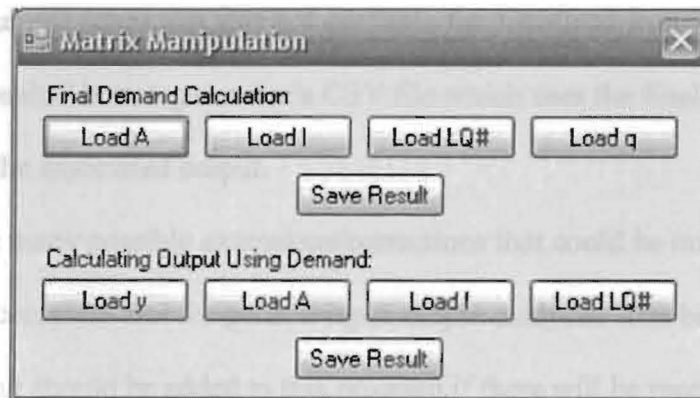 Matrix Manipulation
Final Demand Calculation
Load A Load I Load LQ# Load q
Save Result
Calculating Output Using Demand:
Load y Load A Load I Load LQ#
Save Result